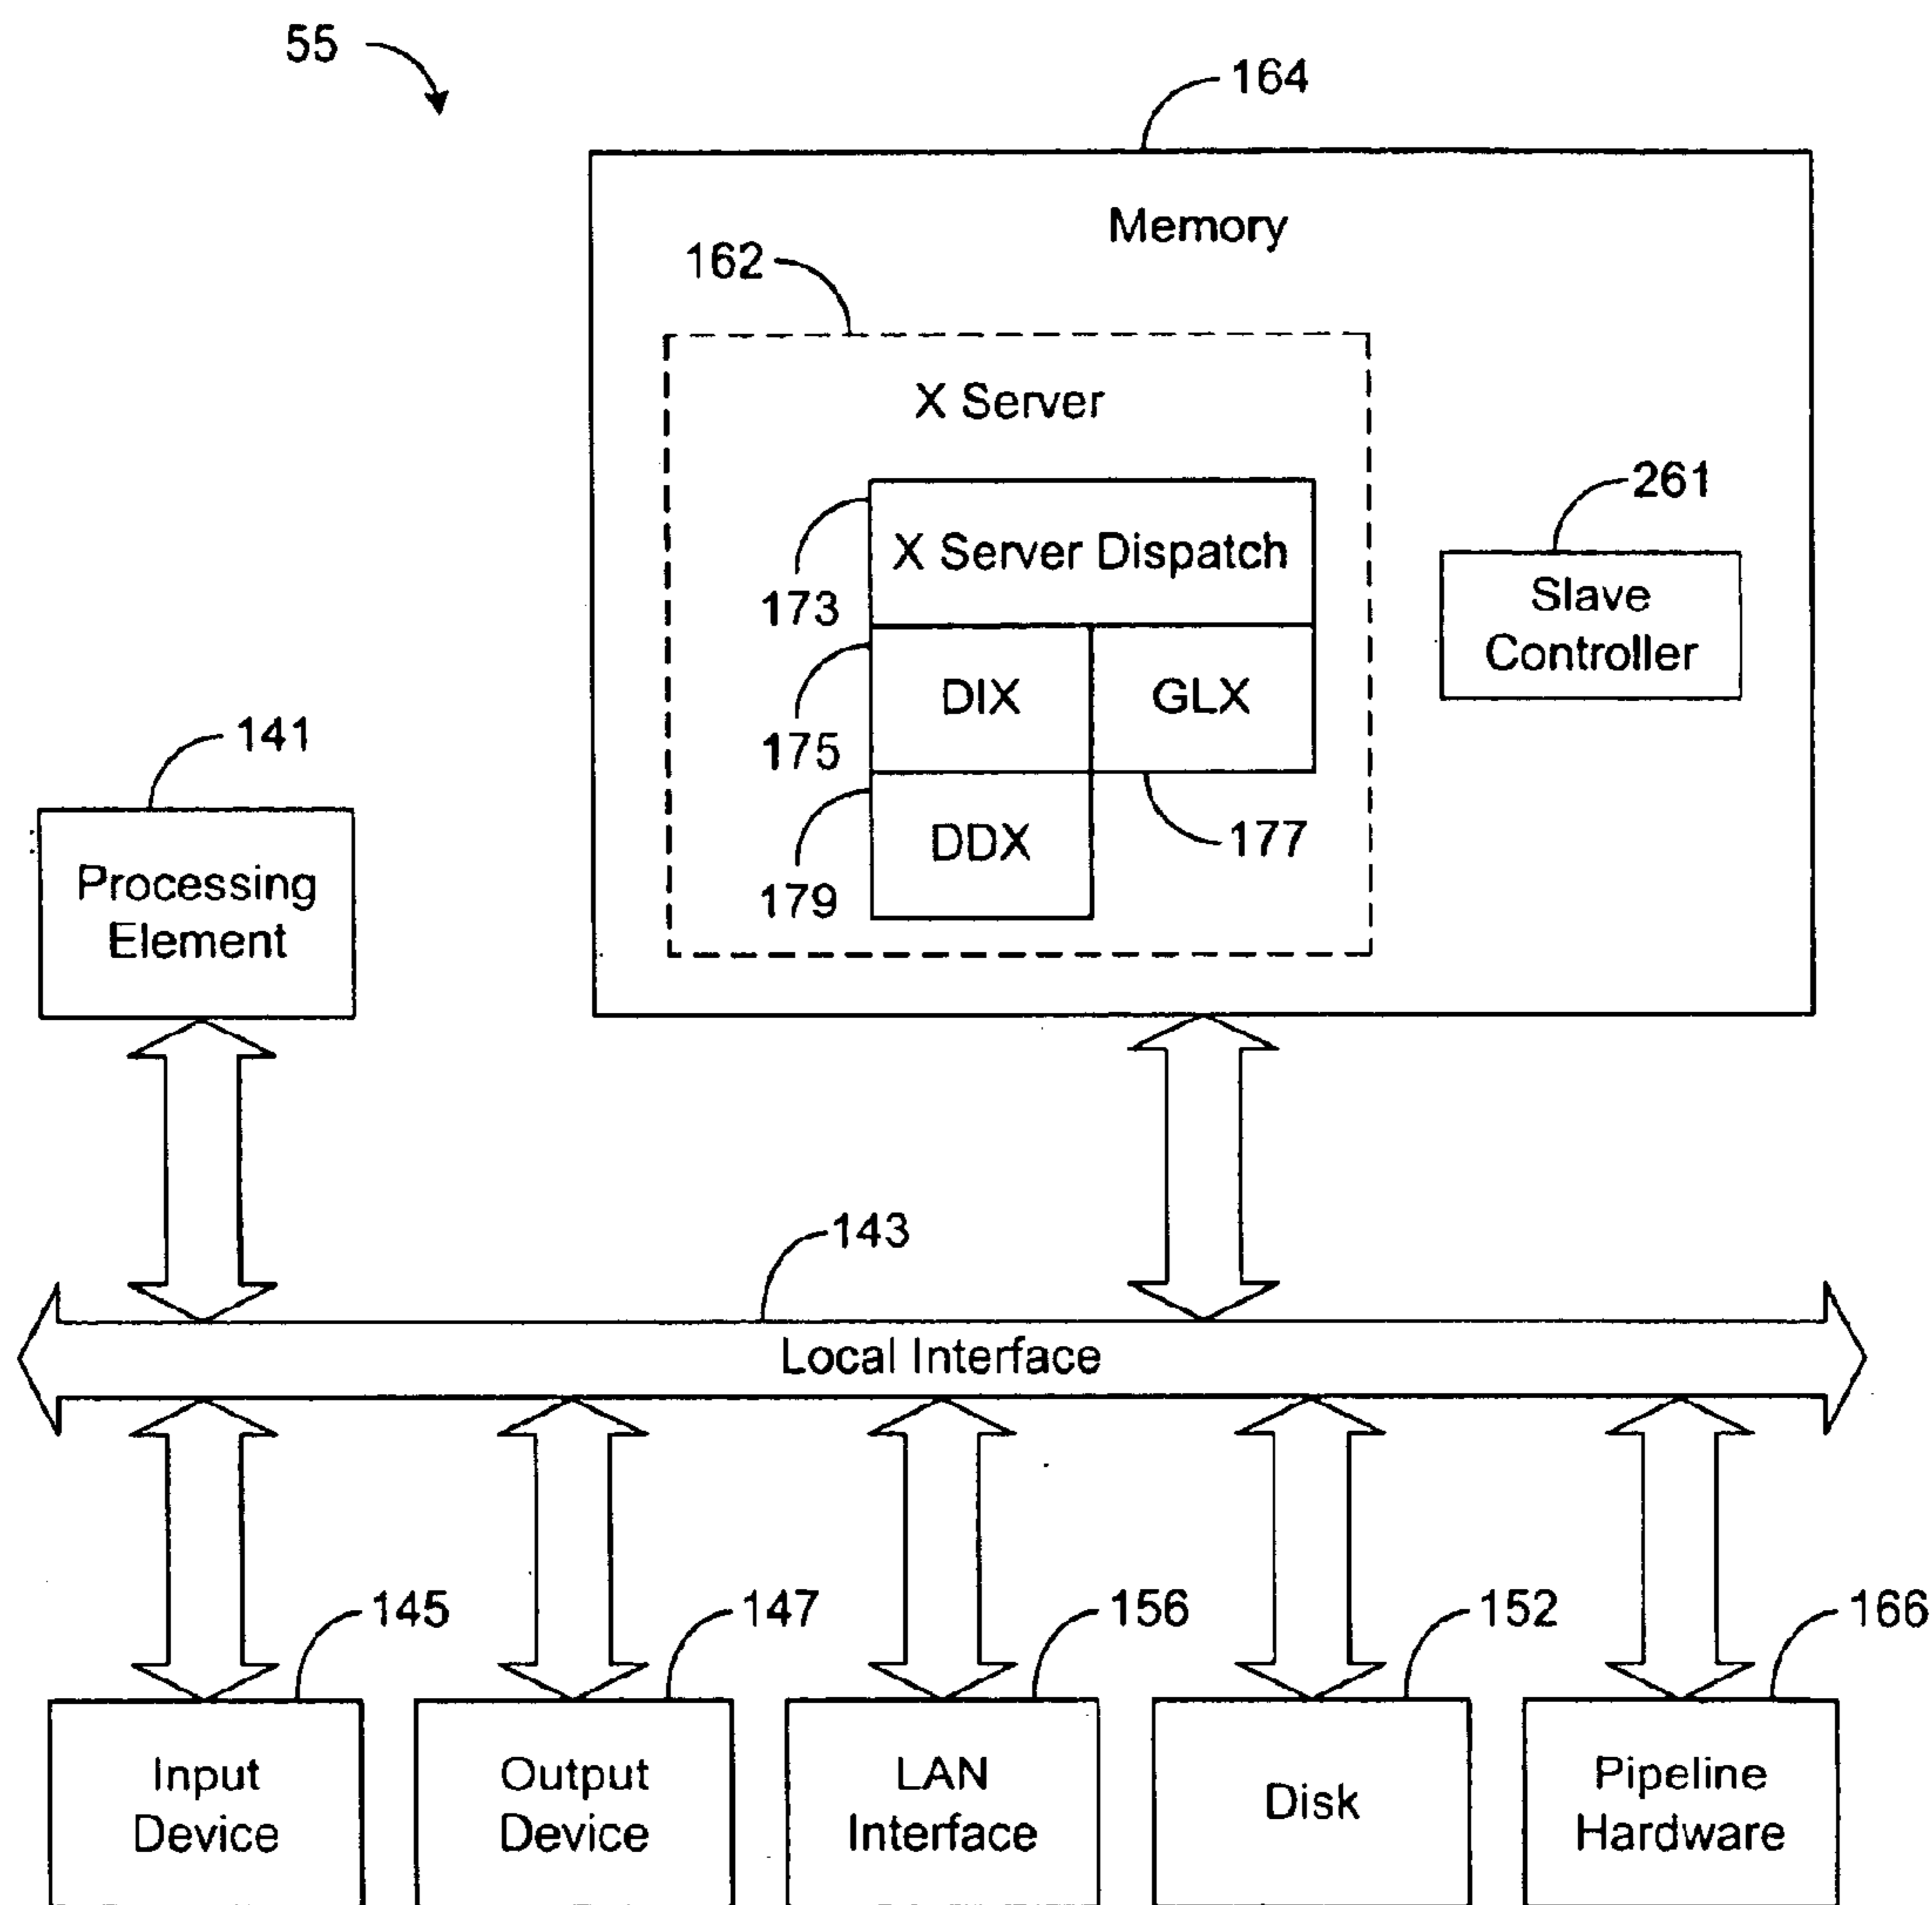 55
164
Memory
162
X Server
261
X Server Dispatch
173
Slave
Controller
DIX
GLX
175
141
DDX
177
179
Processing
Element
143
Local Interface
145
147
156
152
166
Input
Device
Output
Device
LAN
Interface
Disk
Pipeline
Hardware